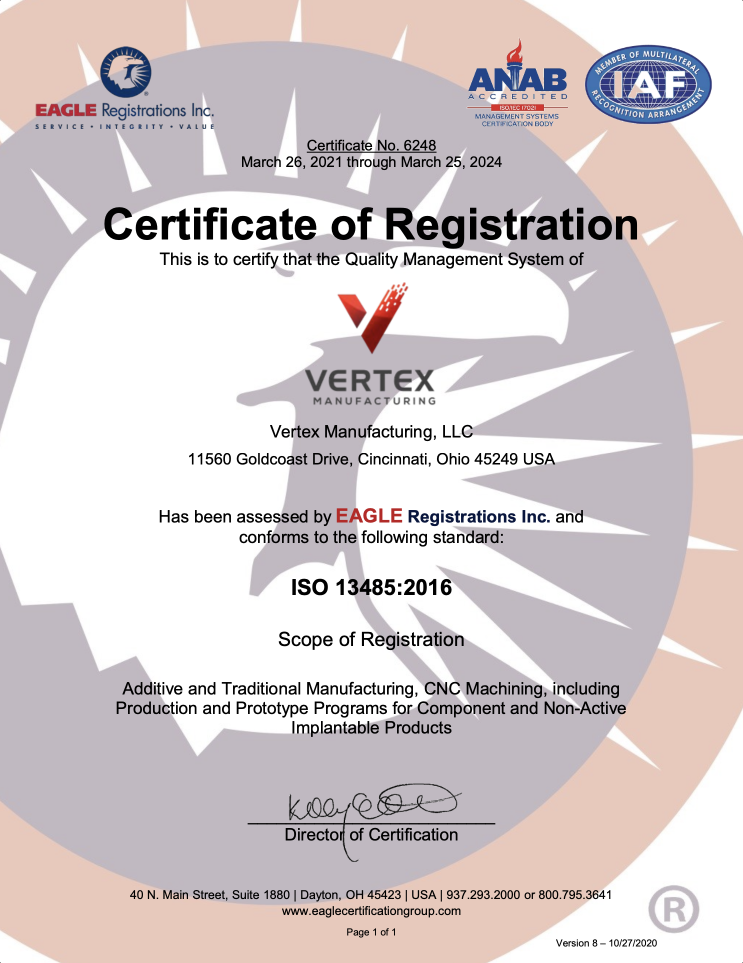 EAGLE Registrations Inc.
SERVICE • INTEGRITY • VALUE
ANAB
ACCREDITED
ISO/IEC 17021
MANAGEMENT SYSTEMS
CERTIFICATION BODY
MEMBER OF MULTILATERAL
IAF
RECOGNITION ARRANGEMENT
Certificate No. 6248
March 26, 2021 through March 25, 2024
Certificate of Registration
This is to certify that the Quality Management System of
VERTEX
MANUFACTURING
Vertex Manufacturing, LLC
11560 Goldcoast Drive, Cincinnati, Ohio 45249 USA
Has been assessed by EAGLE Registrations Inc. and
conforms to the following standard:
ISO 13485:2016
Scope of Registration
Additive and Traditional Manufacturing, CNC Machining, including
Production and Prototype Programs for Component and Non-Active
Implantable Products
Director of Certification
40 N. Main Street, Suite 1880 | Dayton, OH 45423 | USA | 937.293.2000 or 800.795.3641
www.eaglecertificationgroup.com
®
Page 1 of 1
Version 8 – 10/27/2020